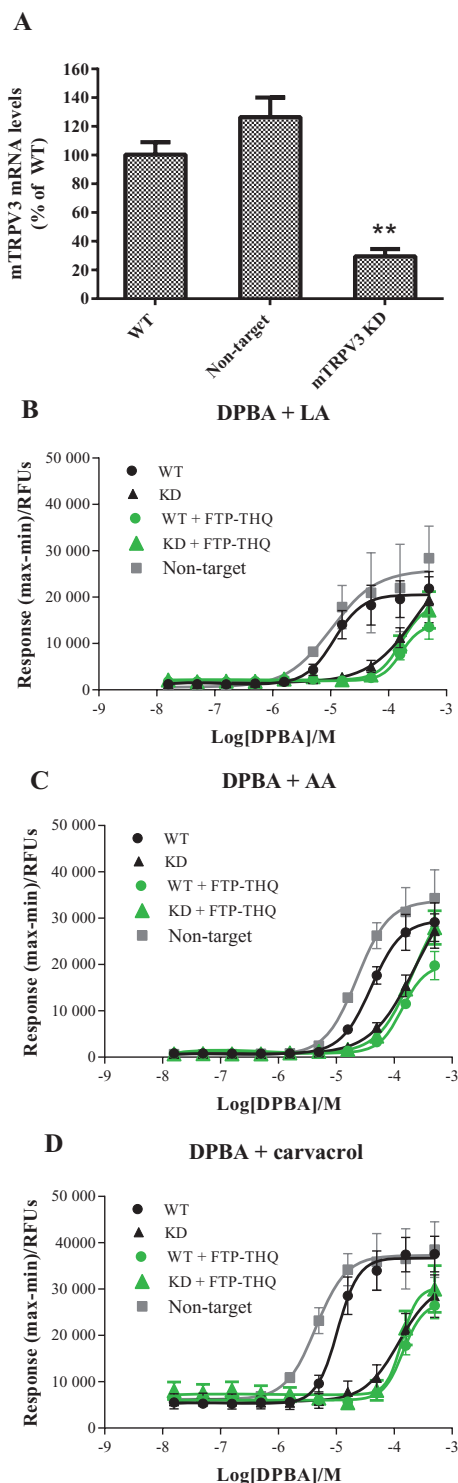 A
mTRPV3 mRNA levels
(% of WT)
160
140
120
100
80
60
40
20
0
**
WT
Non-target
mTRPV3 KD
B
DPBA + LA
Response (max-min)/RFUs
50 000
40 000
30 000
20 000
10 000
0
WT
KD
WT + FTP-THQ
KD + FTP-THQ
Non-target
-9 -8 -7 -6 -5 -4 -3
Log[DPBA]/M
C
DPBA + AA
Response (max-min)/RFUs
50 000
40 000
30 000
20 000
10 000
0
WT
KD
WT + FTP-THQ
KD + FTP-THQ
Non-target
-9 -8 -7 -6 -5 -4 -3
Log[DPBA]/M
D
DPBA + carvacrol
Response (max-min)/RFUs
50 000
40 000
30 000
20 000
10 000
0
WT
KD
WT + FTP-THQ
KD + FTP-THQ
Non-target
-9 -8 -7 -6 -5 -4 -3
Log[DPBA]/M